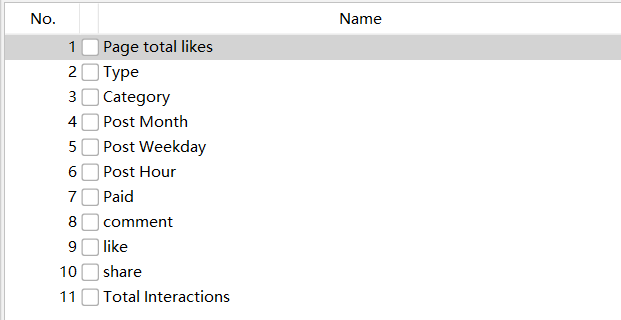 No. Name
1 Page total likes
2 Type
3 Category
4 Post Month
5 Post Weekday
6 Post Hour
7 Paid
8 comment
9 like
10 share
11 Total Interactions